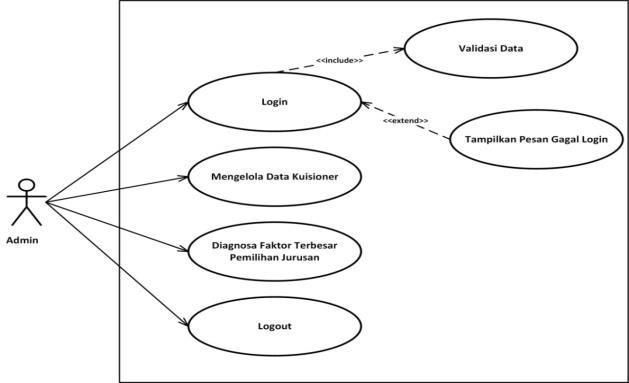 Validasi Data
<<include>>
Login
<<extend>>
Tampilkan Pesan Gagal Login
Mengelola Data Kuisioner
Admin
Diagnosa Faktor Terbesar
Pemilihan Jurusan
Logout